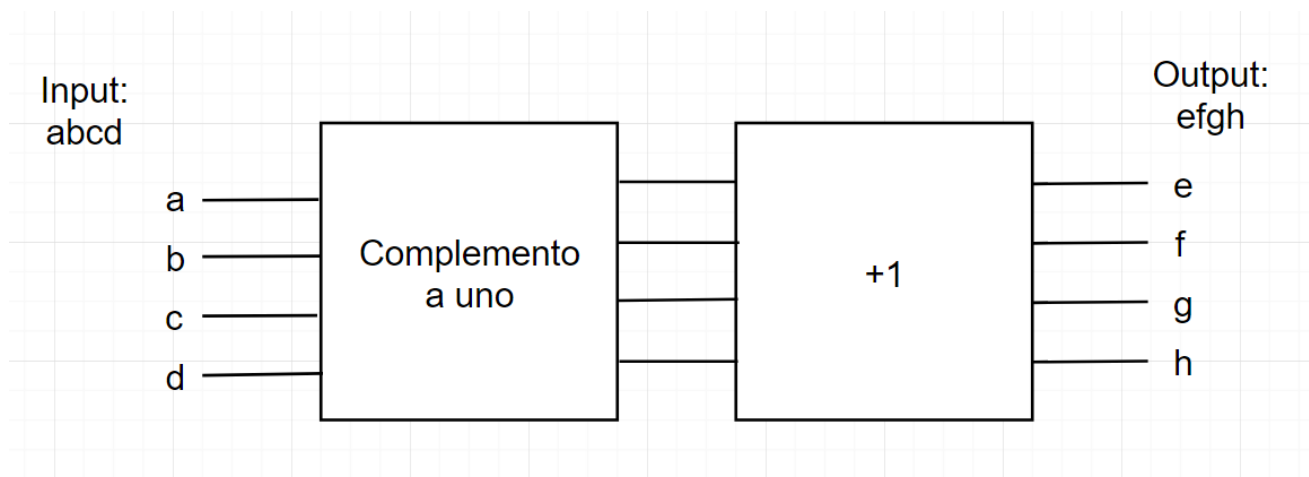 Input:
abcd
a
b
c
d
Complemento
a uno
+1
Output:
efgh
e
f
g
h